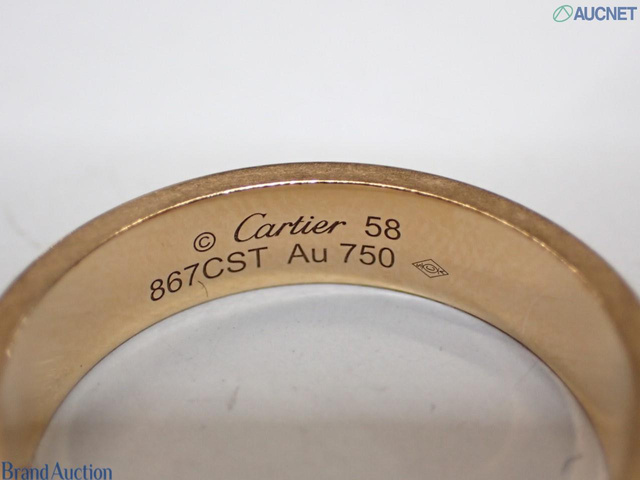 AUCNET
© Cartier 58
867CST Au 750
Brand Auction